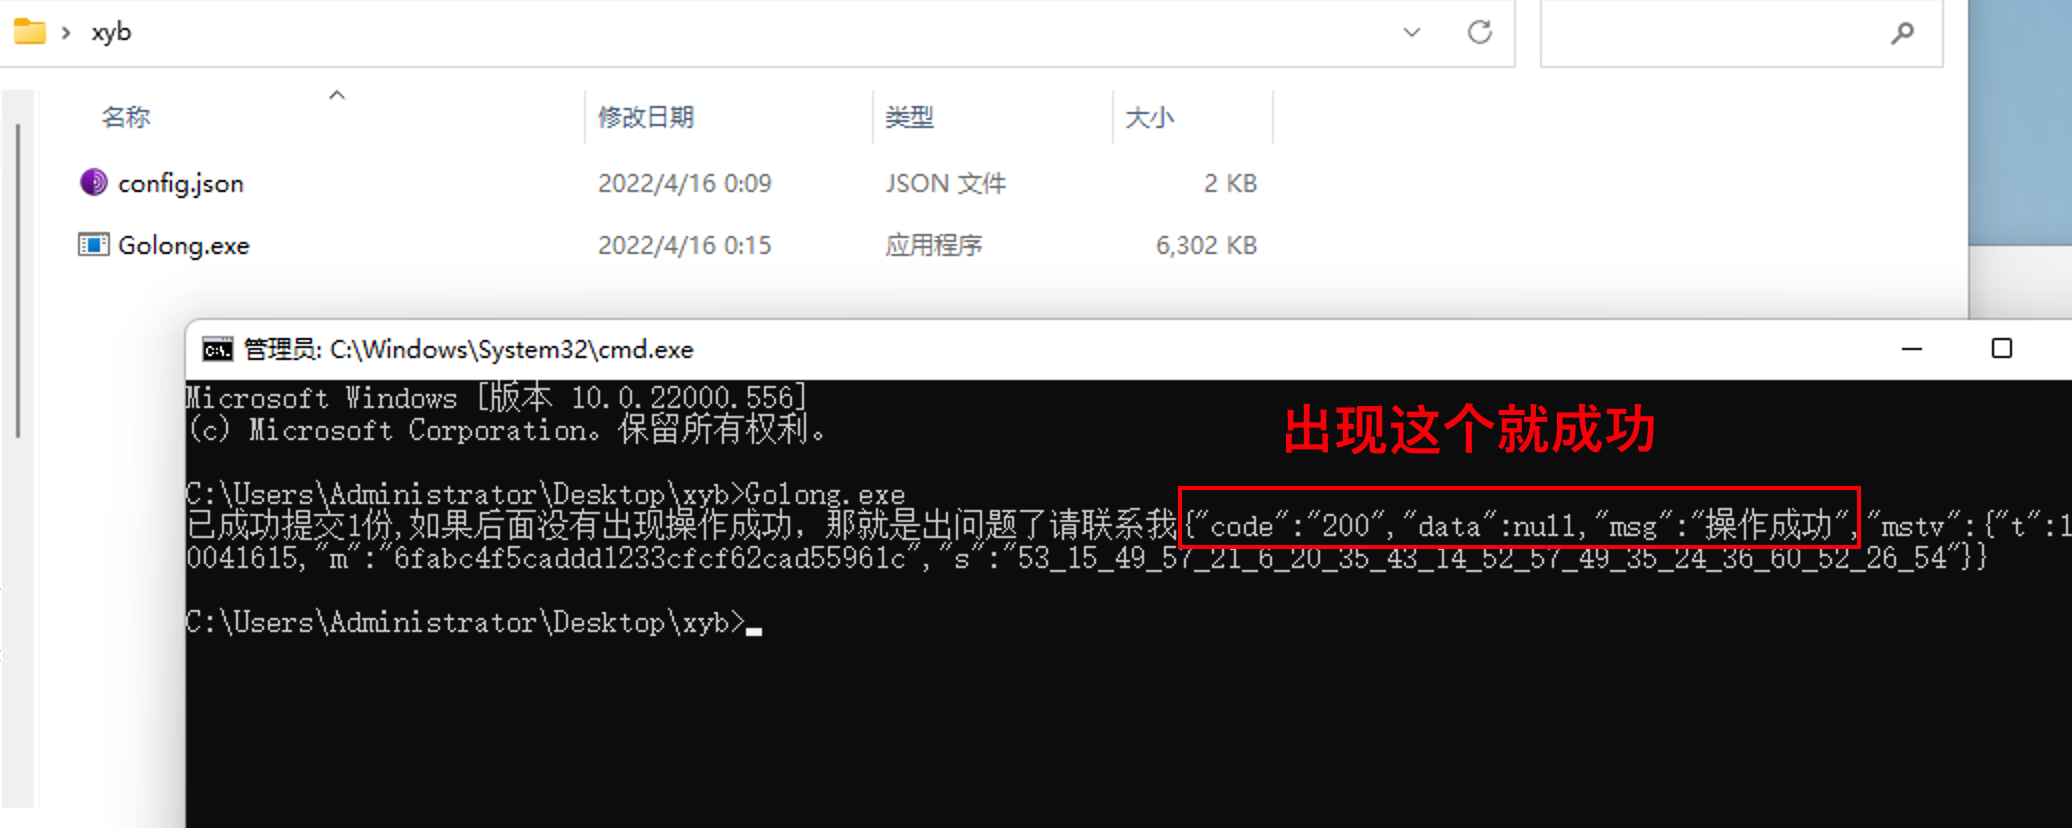 xyb
名称 修改日期 类型 大小
config.json 2022/4/16 0:09 JSON 文件 2 KB
Golong.exe 2022/4/16 0:15 应用程序 6,302 KB
管理员: C:\Windows\System32\cmd.exe
Microsoft Windows [版本 10.0.22000.556]
(c) Microsoft Corporation。保留所有权利。
出现这个就成功
C:\Users\Administrator\Desktop\xyb>Golong.exe
已成功提交1份,如果后面没有出现操作成功，那就是出问题了请联系我{"code":"200","data":null,"msg":"操作成功","mstv":{"t":1
0041615,"m":"6fabc4f5caddd1233cfcf62cad55961c","s":"53_15_49_57_21_6_20_35_43_14_52_57_49_35_24_36_60_52_26_54"}}
C:\Users\Administrator\Desktop\xyb>